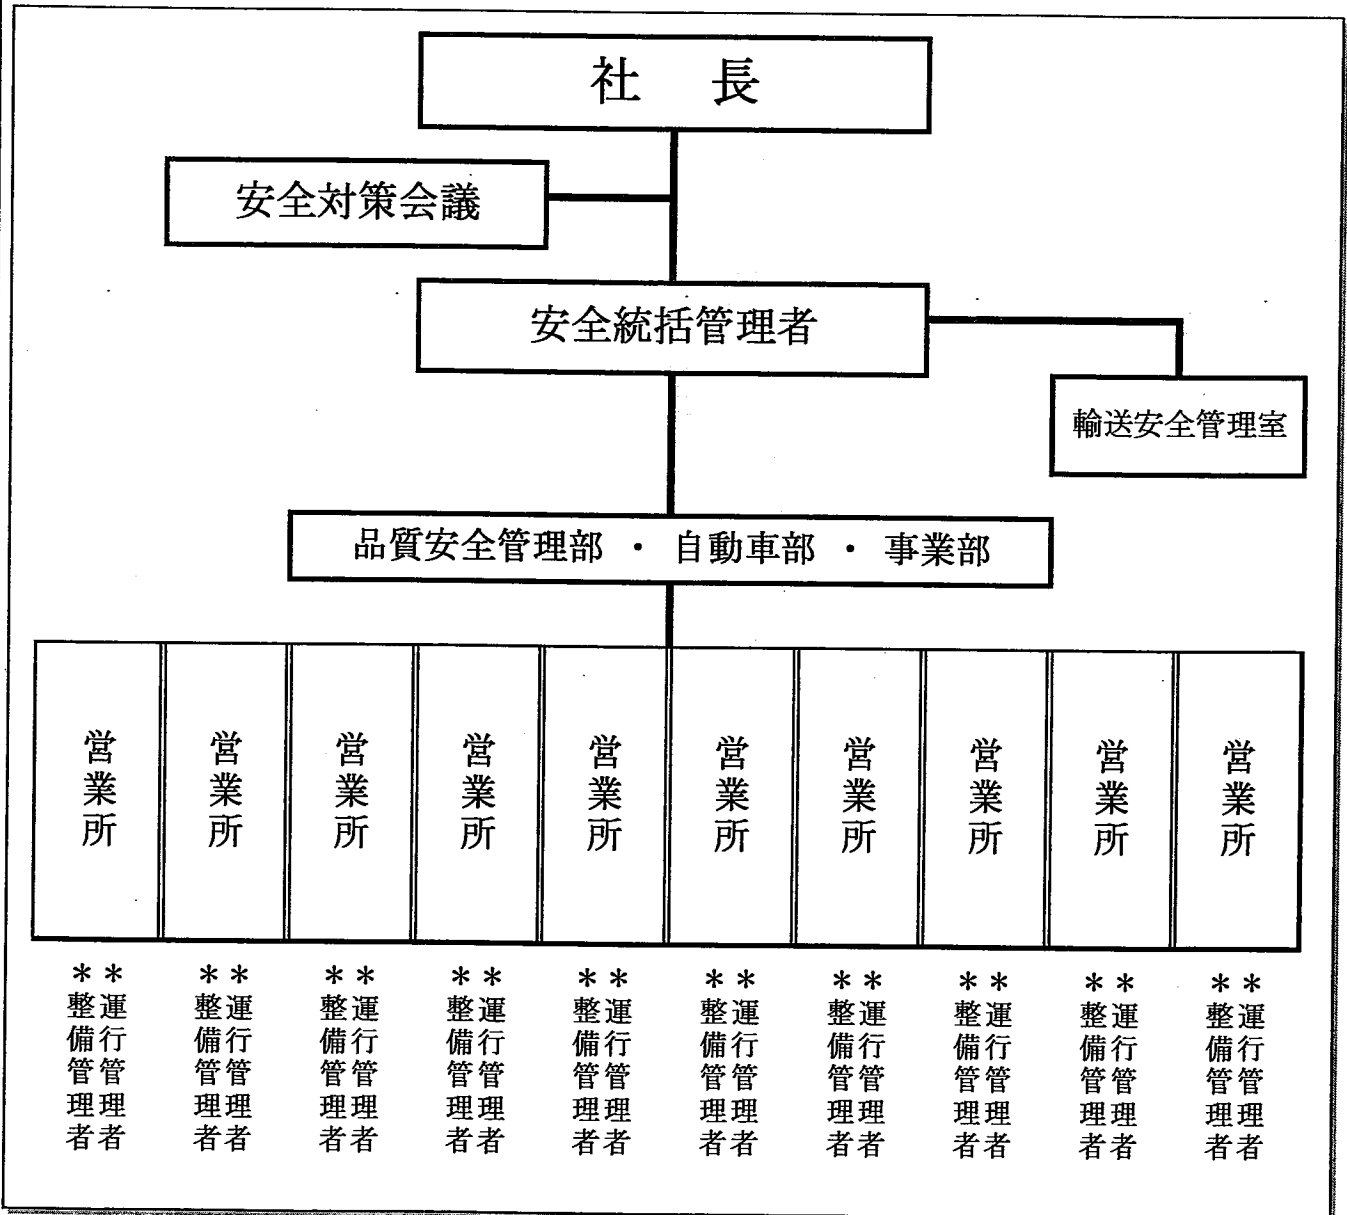 社 長
安全対策会議
安全統括管理者
輸送安全管理室
品質安全管理部 ・ 自動車部 ・ 事業部
営業所
営業所
営業所
営業所
営業所
営業所
営業所
営業所
営業所
営業所
*運行管理者
*整備管理者
*運行管理者
*整備管理者
*運行管理者
*整備管理者
*運行管理者
*整備管理者
*運行管理者
*整備管理者
*運行管理者
*整備管理者
*運行管理者
*整備管理者
*運行管理者
*整備管理者
*運行管理者
*整備管理者
*運行管理者
*整備管理者